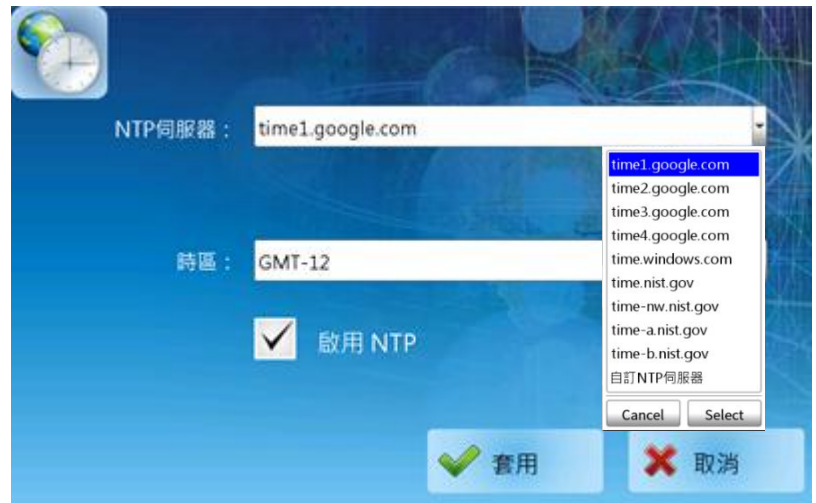 NTP伺服器： time1.google.com
time1.google.com
time2.google.com
time3.google.com
time4.google.com
time.windows.com
time.nist.gov
time-nw.nist.gov
time-a.nist.gov
time-b.nist.gov
自訂NTP伺服器
Cancel Select
時區： GMT-12
啟用 NTP
套用 取消